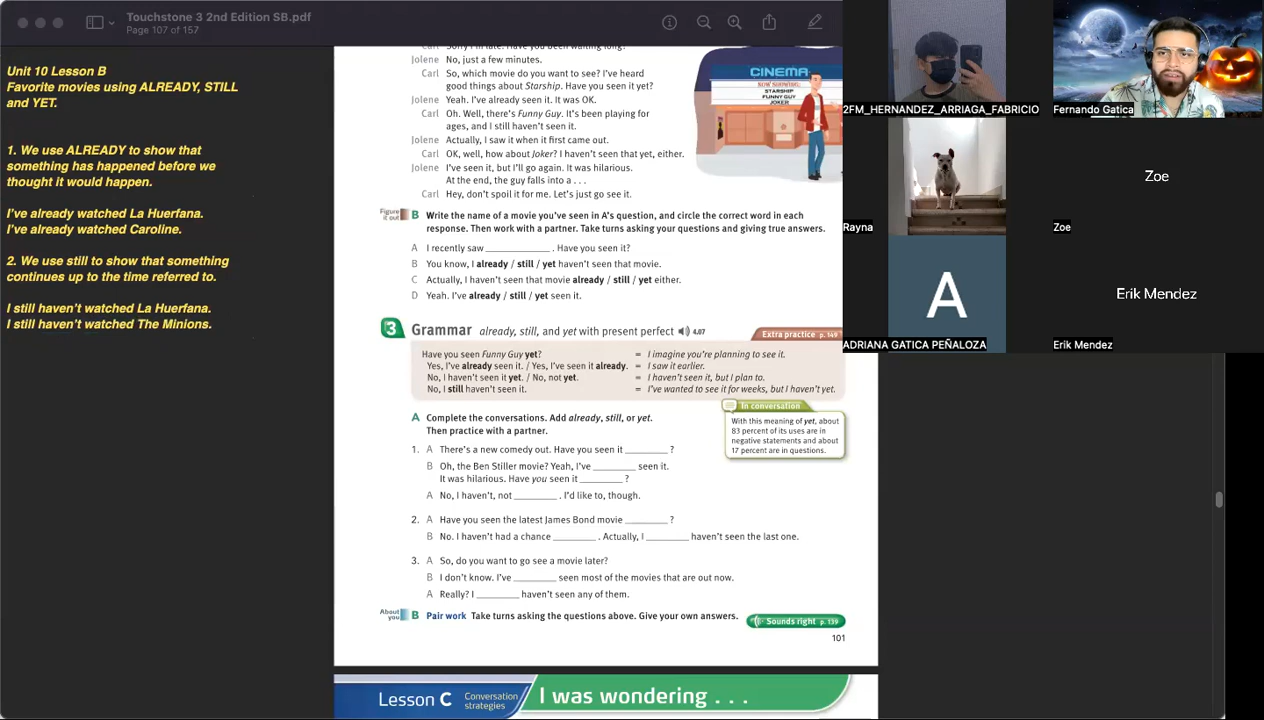 Touchstone 3 2nd Edition SB.pdf
Page 107 of 157
Unit 10 Lesson B
Favorite movies using ALREADY, STILL
and YET.
1. We use ALREADY to show that
something has happened before we
thought it would happen.
I've already watched La Huerfana.
I've already watched Caroline.
2. We use still to show that something
continues up to the time referred to.
I still haven't watched La Huerfana.
I still haven't watched The Minions.
Carl Sorry I'm late. Have you been waiting long?
Jolene No, just a few minutes.
Carl So, which movie do you want to see? I've heard
good things about Starship. Have you seen it yet?
Jolene Yeah. I've already seen it. It was OK.
Carl Oh. Well, there's Funny Guy. It's been playing for
ages, and I still haven't seen it.
Jolene Actually, I saw it when it first came out.
Carl OK, well, how about Joker? I haven't seen that yet, either.
Jolene I've seen it, but I'll go again. It was hilarious.
At the end, the guy falls into a . . .
Carl Hey, don't spoil it for me. Let's just go see it.
CINEMA
NOW SHOWING:
STARSHIP
FUNNY GUY
JOKER
Figure it out B Write the name of a movie you've seen in A's question, and circle the correct word in each
response. Then work with a partner. Take turns asking your questions and giving true answers.
A I recently saw ____________ . Have you seen it?
B You know, I already / still / yet haven't seen that movie.
C Actually, I haven't seen that movie already / still / yet either.
D Yeah. I've already / still / yet seen it.
3 Grammar already, still, and yet with present perfect 4.07
Extra practice p. 149
Have you seen Funny Guy yet? = I imagine you're planning to see it.
Yes, I've already seen it. / Yes, I've seen it already. = I saw it earlier.
No, I haven't seen it yet. / No, not yet. = I haven't seen it, but I plan to.
No, I still haven't seen it. = I've wanted to see it for weeks, but I haven't yet.
In conversation
With this meaning of yet, about
83 percent of its uses are in
negative statements and about
17 percent are in questions.
A Complete the conversations. Add already, still, or yet.
Then practice with a partner.
1. A There's a new comedy out. Have you seen it ________ ?
B Oh, the Ben Stiller movie? Yeah, I've ________ seen it.
It was hilarious. Have you seen it ________ ?
A No, I haven't, not ________ . I'd like to, though.
2. A Have you seen the latest James Bond movie ________ ?
B No. I haven't had a chance ________ . Actually, I ________ haven't seen the last one.
3. A So, do you want to go see a movie later?
B I don't know. I've ________ seen most of the movies that are out now.
A Really? I ________ haven't seen any of them.
About you B Pair work Take turns asking the questions above. Give your own answers.
Sounds right p. 139
101
Lesson C Conversation strategies I was wondering . . .
2FM_HERNANDEZ_ARRIAGA_FABRICIO
Fernando Gatica
Zoe
Rayna
Zoe
A
Erik Mendez
ADRIANA GATICA PEÑALOZA
Erik Mendez